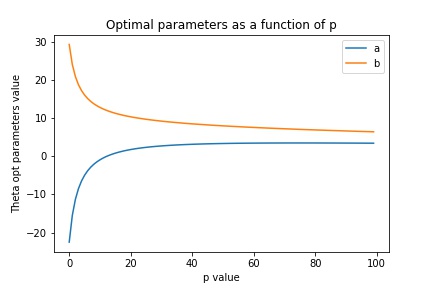 Optimal parameters as a function of p
a
b
Theta opt parameters value
30
20
10
0
−10
−20
0
20
40
60
80
100
p value